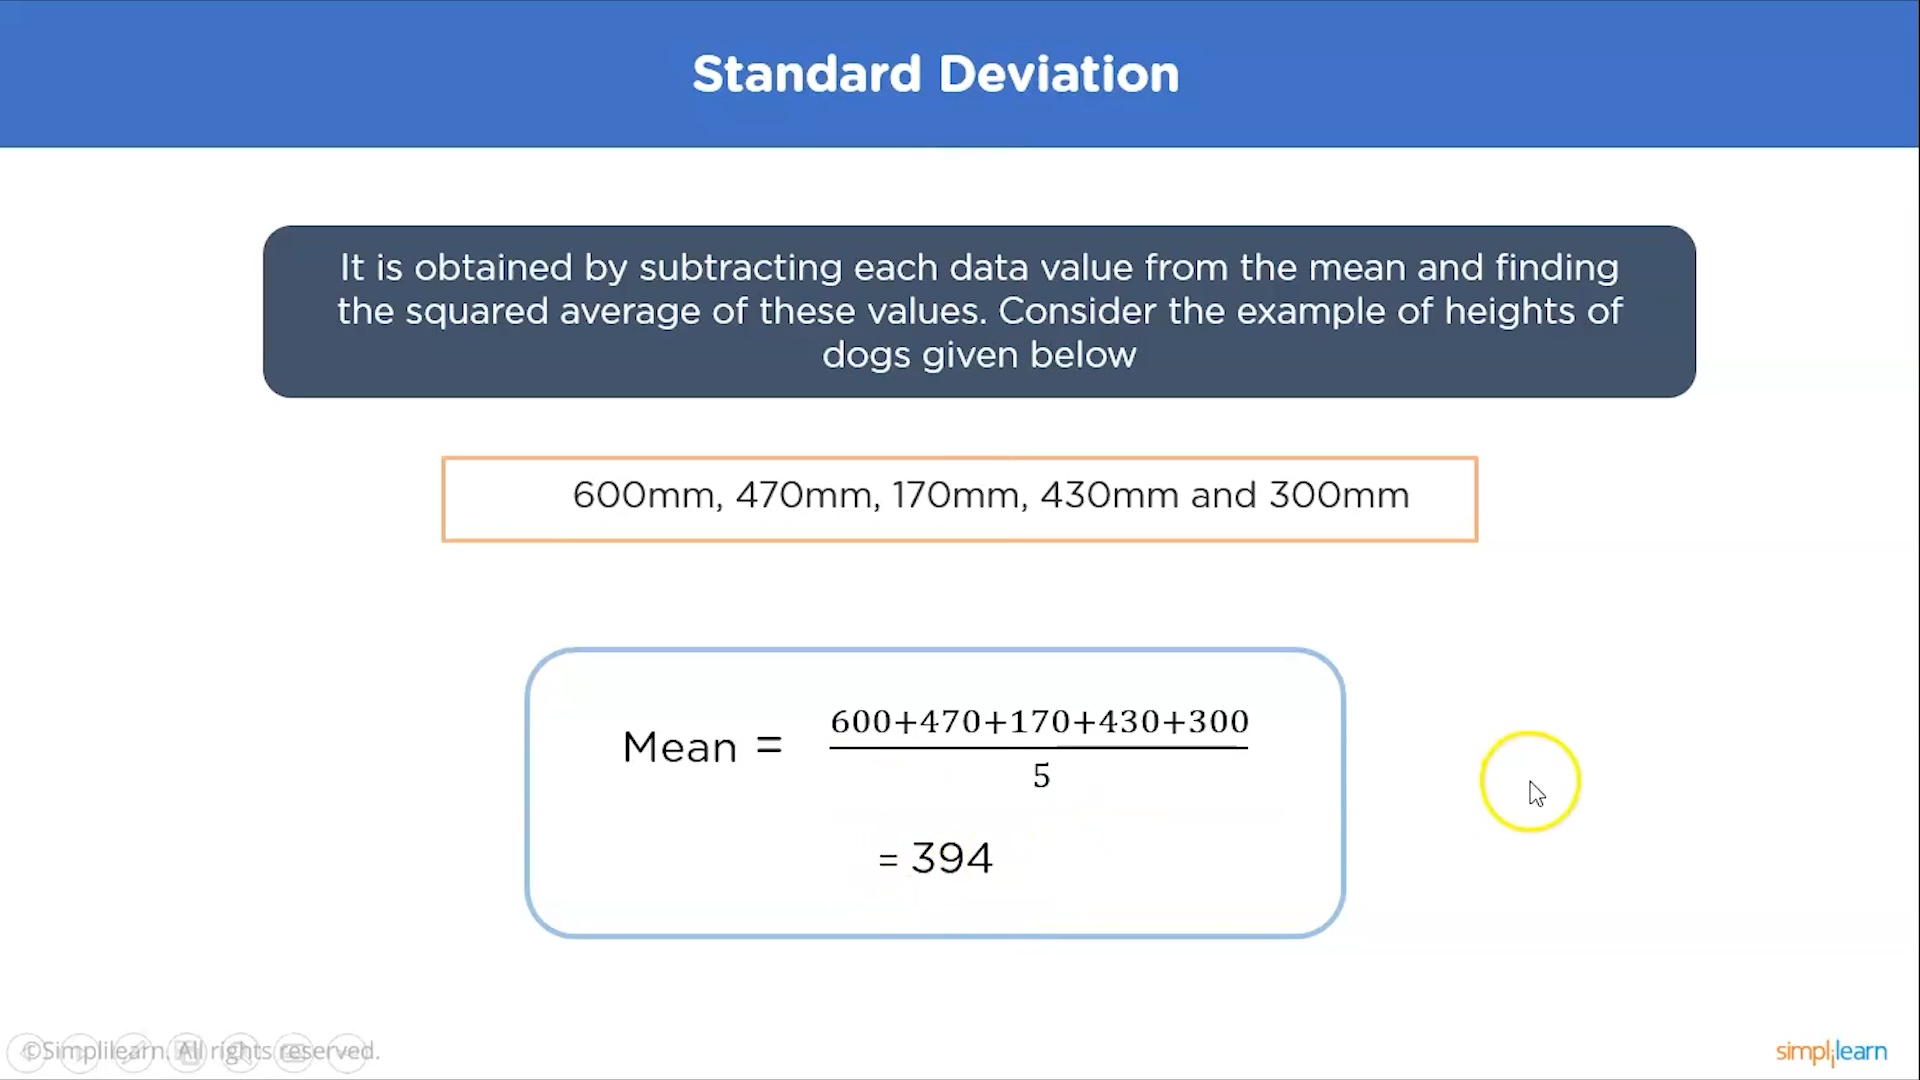 Standard Deviation
It is obtained by subtracting each data value from the mean and finding
the squared average of these values. Consider the example of heights of
dogs given below
600mm, 470mm, 170mm, 430mm and 300mm
Mean = 600+470+170+430+300
5
= 394
©Simplilearn. All rights reserved.
simplilearn